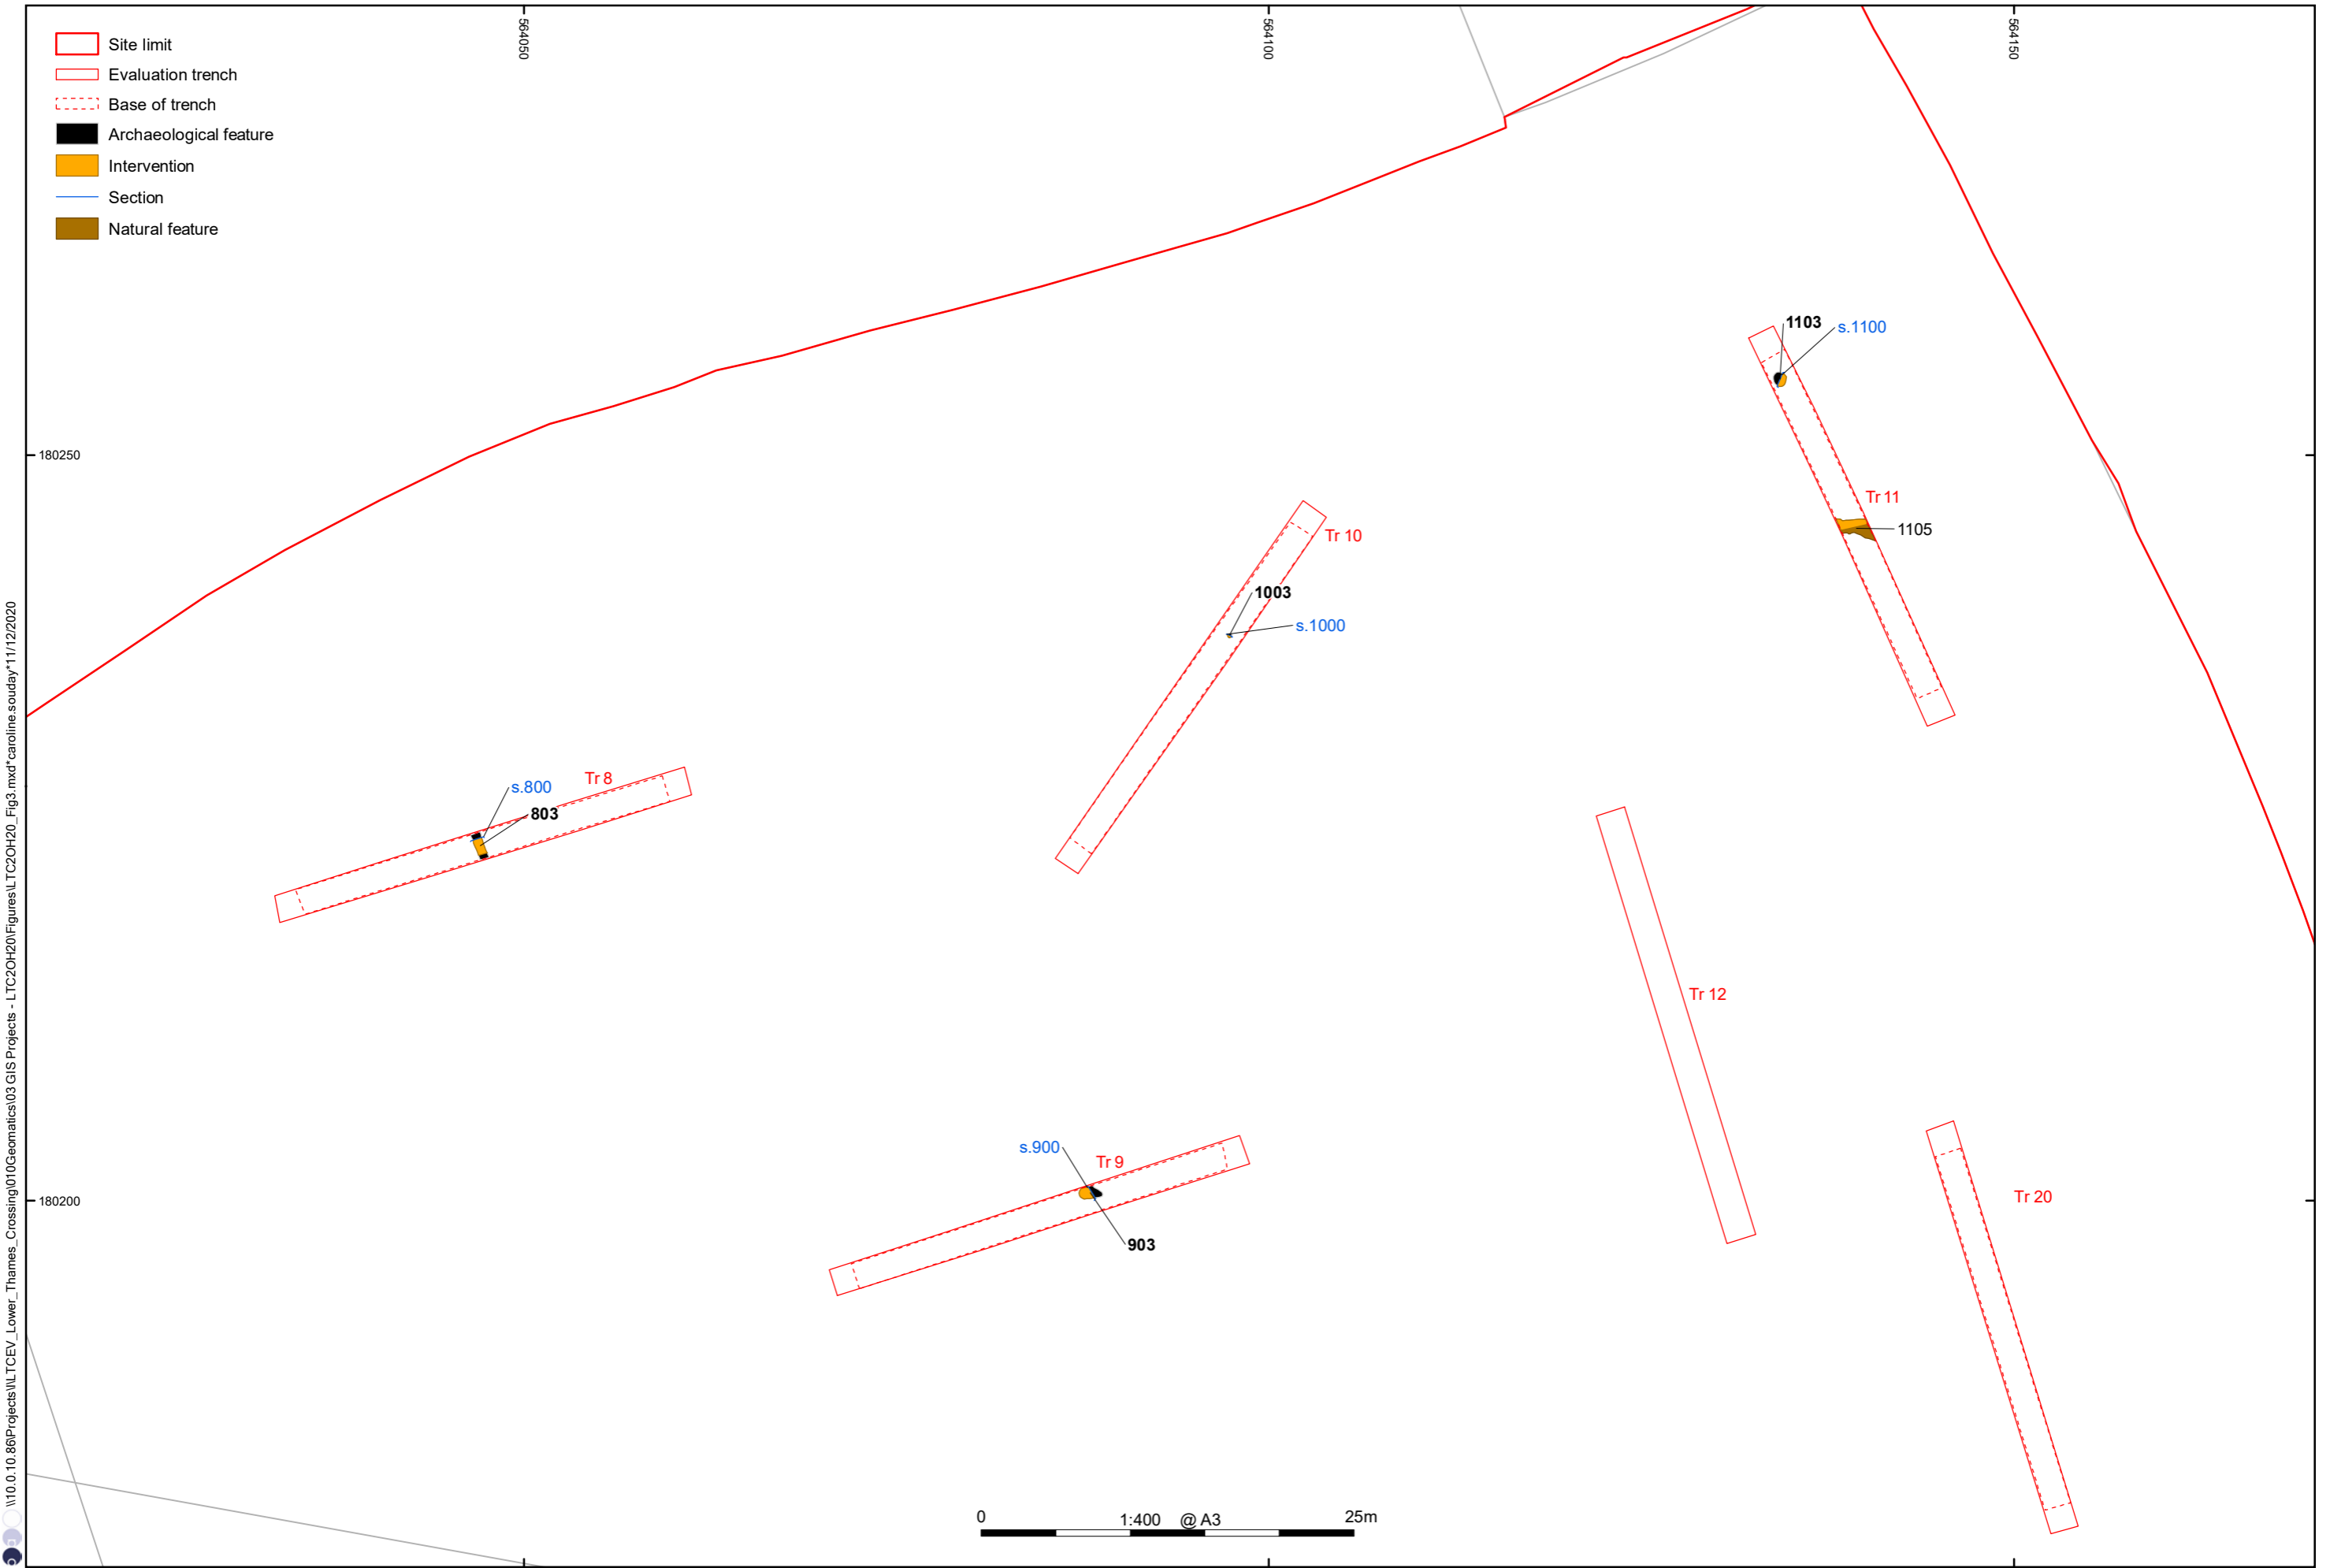 564050
564100
564150
Site limit
Evaluation trench
Base of trench
Archaeological feature
Intervention
Section
Natural feature
1103
s.1100
180250
Tr 11
1105
Tr 10
1003
s.1000
Tr 8
s.800
803
Tr 12
s.900
Tr 9
903
180200
Tr 20
0
1:400 @ A3
25m
\\10.0.10.86\Projects\l\LTCEV_Lower_Thames_Crossing\010Geomatics\03 GIS Projects - LTC2OH20\Figures\LTC2OH20_Fig3.mxd*caroline.souday*11/12/2020